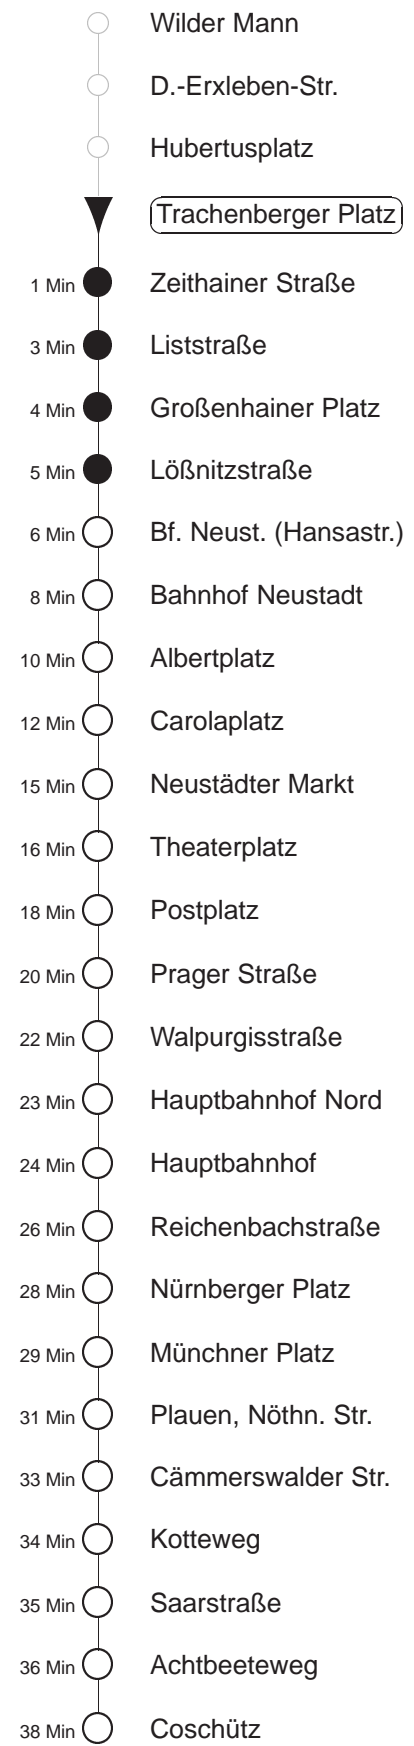 Wilder Mann
D.-Erxleben-Str.
Hubertusplatz
Trachenberger Platz
1 Min Zeithainer Straße
3 Min Liststraße
4 Min Großenhainer Platz
5 Min Lößnitzstraße
6 Min Bf. Neust. (Hansastr.)
8 Min Bahnhof Neustadt
10 Min Albertplatz
12 Min Carolaplatz
15 Min Neustädter Markt
16 Min Theaterplatz
18 Min Postplatz
20 Min Prager Straße
22 Min Walpurgisstraße
23 Min Hauptbahnhof Nord
24 Min Hauptbahnhof
26 Min Reichenbachstraße
28 Min Nürnberger Platz
29 Min Münchner Platz
31 Min Plauen, Nöthn. Str.
33 Min Cämmerswalder Str.
34 Min Kotteweg
35 Min Saarstraße
36 Min Achtbeeteweg
38 Min Coschütz